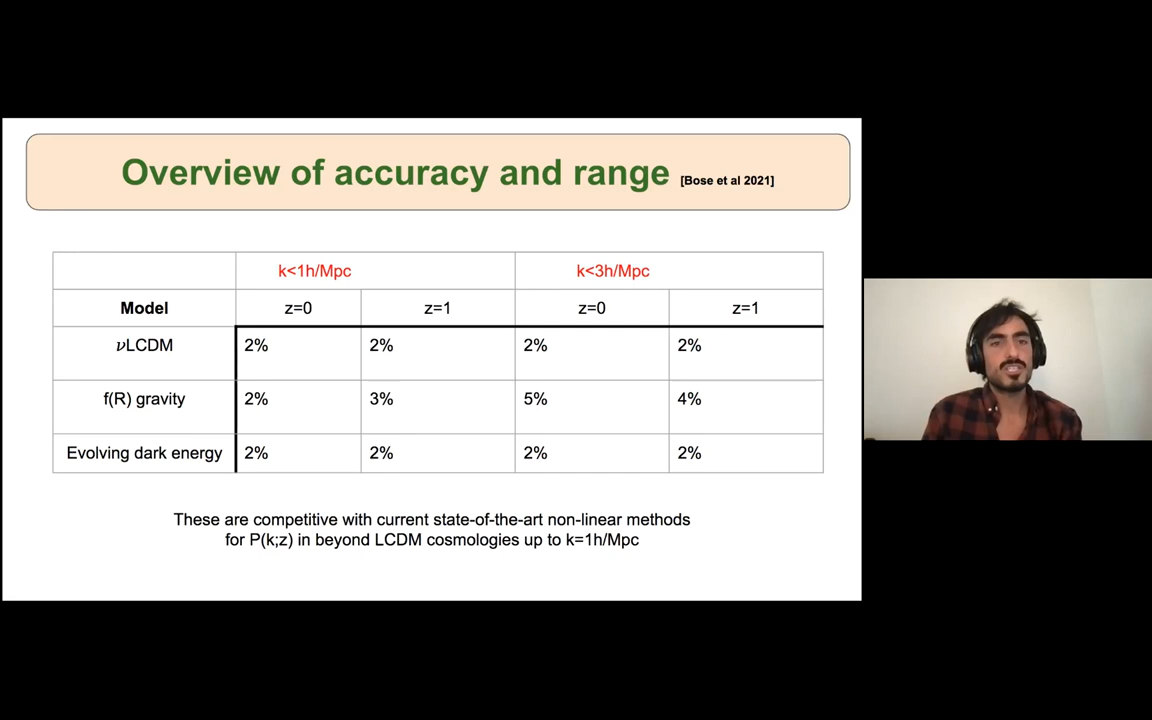 Overview of accuracy and range [Bose et al 2021]
k<1h/Mpc k<3h/Mpc
Model z=0 z=1 z=0 z=1
νLCDM 2% 2% 2% 2%
f(R) gravity 2% 3% 5% 4%
Evolving dark energy 2% 2% 2% 2%
These are competitive with current state-of-the-art non-linear methods
for P(k;z) in beyond LCDM cosmologies up to k=1h/Mpc